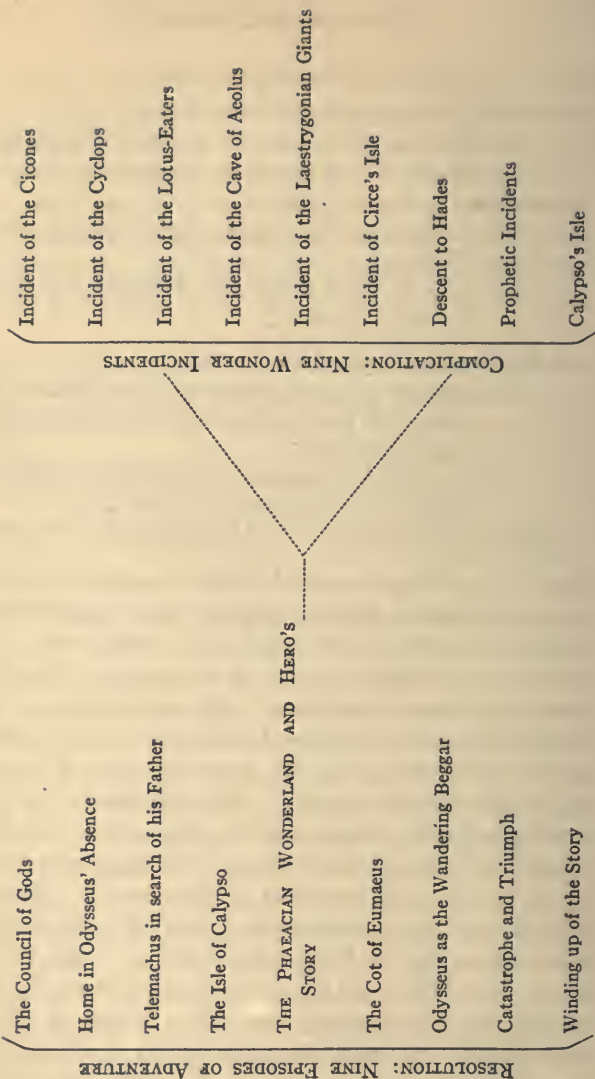 RESOLUTION: NINE EPISODES OF ADVENTURE
The Council of Gods
Home in Odysseus' Absence
Telemachus in search of his Father
The Isle of Calypso
THE PHAEACIAN WONDERLAND AND HERO'S
STORY
The Cot of Eumaeus
Odysseus as the Wandering Beggar
Catastrophe and Triumph
Winding up of the Story
COMPLICATION: NINE WONDER INCIDENTS
Incident of the Cicones
Incident of the Cyclops
Incident of the Lotus-Eaters
Incident of the Cave of Aeolus
Incident of the Laestrygonian Giants
Incident of Circe's Isle
Descent to Hades
Prophetic Incidents
Calypso's Isle